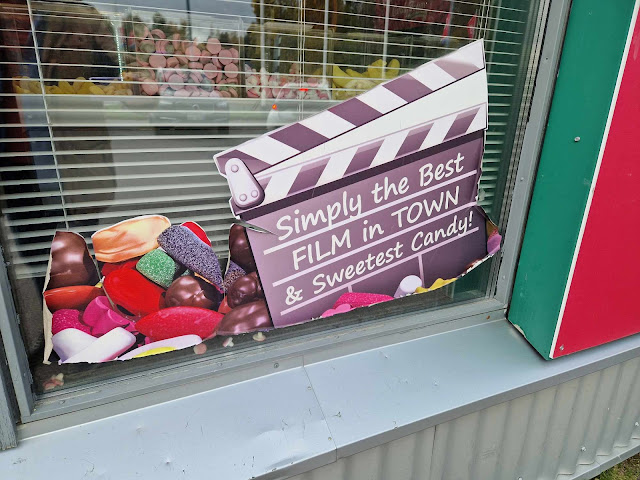 Simply the Best
FILM in TOWN
& Sweetest Candy!